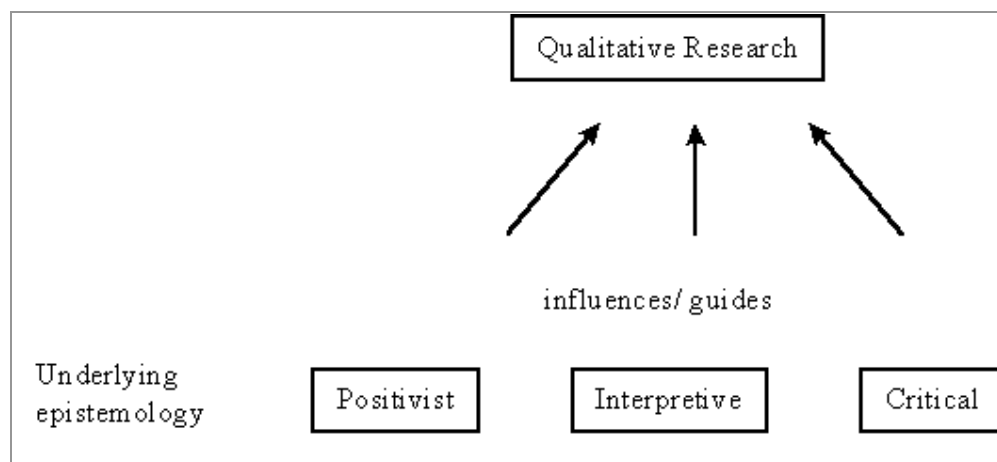 Qualitative Research
influences/ guides
Underlying
epistemology
Positivist
Interpretive
Critical